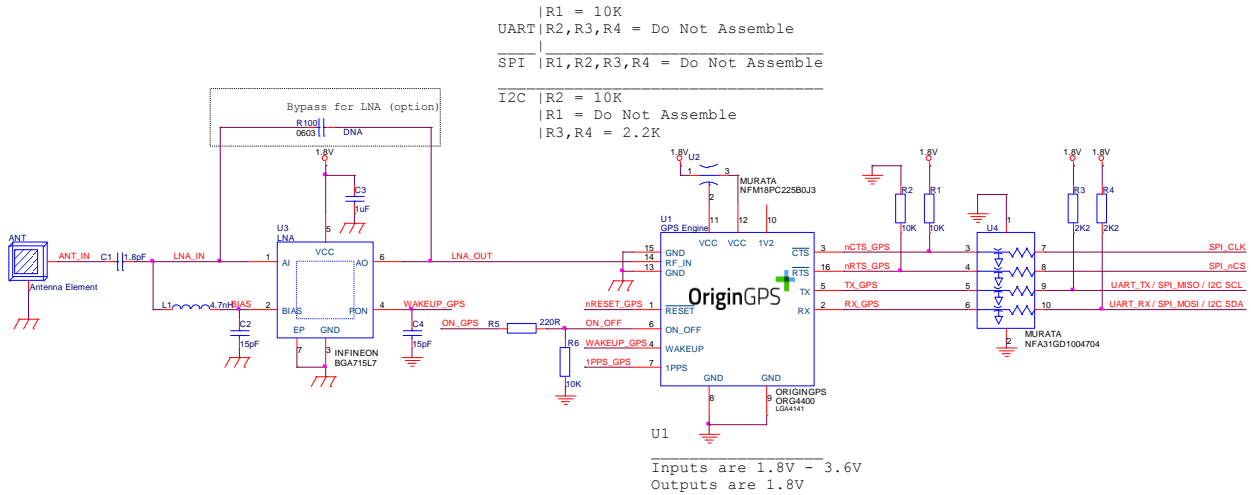 |R1 = 10K
UART|R2,R3,R4 = Do Not Assemble
SPI |R1,R2,R3,R4 = Do Not Assemble
I2C |R2 = 10K
|R1 = Do Not Assemble
|R3,R4 = 2.2K
Bypass for LNA (option)
R100
0603
DNA
1.8V
C3
1uF
5
U3
LNA
VCC
ANT
ANT_IN
C1
1.8pF
LNA_IN
1
AI
AO
6
LNA_OUT
Antenna Element
L1
4.7nH
BIAS
2
BIAS
PON
4
WAKEUP_GPS
C2
15pF
EP
GND
7
3
C4
15pF
INFINEON
BGA715L7
ON_GPS
R5
220R
ON_OFF
R6
10K
1.8V
U2
1
3
2
MURATA
NFM18PC225B0J3
U1
GPS Engine
11
12
10
VCC
VCC
1V2
15
GND
14
RF_IN
13
GND
nRESET_GPS
1
RESET
6
ON_OFF
WAKEUP_GPS
4
WAKEUP
1PPS_GPS
7
1PPS
OriginGPS
CTS
3
nCTS_GPS
RTS
16
nRTS_GPS
TX
5
TX_GPS
RX
2
RX_GPS
GND
GND
8
9
ORIGINGPS
ORG4400
LGA4141
1.8V
R2
10K
R1
10K
1.8V
1.8V
R3
2K2
R4
2K2
U4
1
3
7
SPI_CLK
4
8
SPI_nCS
5
9
UART_TX / SPI_MISO / I2C SCL
6
10
UART_RX / SPI_MOSI / I2C SDA
2
MURATA
NFA31GD1004704
U1
Inputs are 1.8V - 3.6V
Outputs are 1.8V